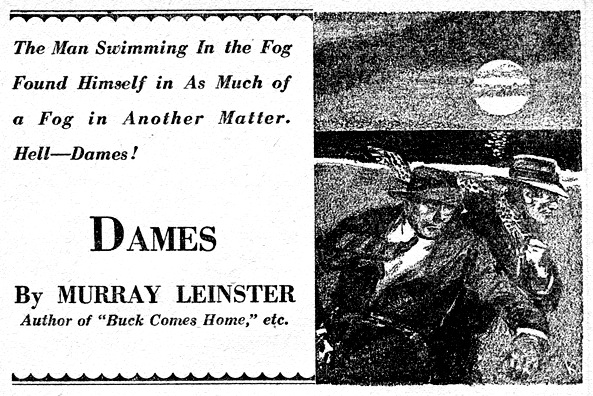 The Man Swimming In the Fog
Found Himself in As Much of
a Fog in Another Matter.
Hell—Dames!
DAMES
By MURRAY LEINSTER
Author of "Buck Comes Home," etc.